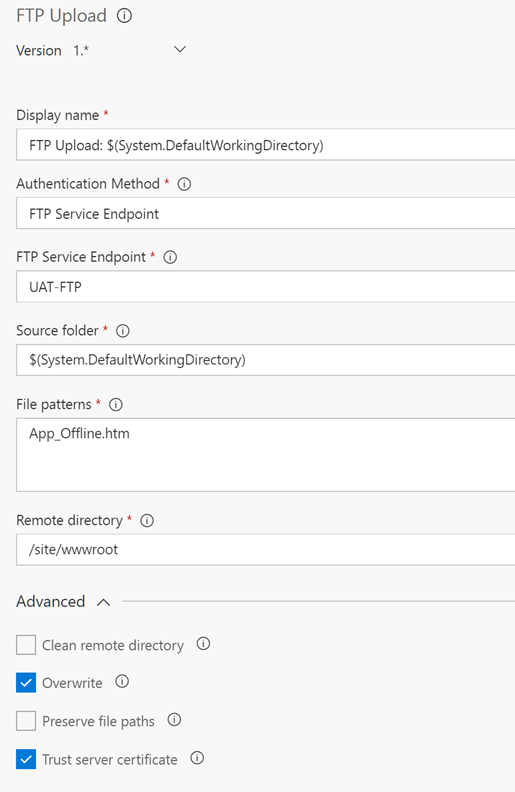 FTP Upload
Version 1.*
Display name *
FTP Upload: $(System.DefaultWorkingDirectory)
Authentication Method *
FTP Service Endpoint
FTP Service Endpoint *
UAT-FTP
Source folder *
$(System.DefaultWorkingDirectory)
File patterns *
App_Offline.htm
Remote directory *
/site/wwwroot
Advanced
Clean remote directory
Overwrite
Preserve file paths
Trust server certificate